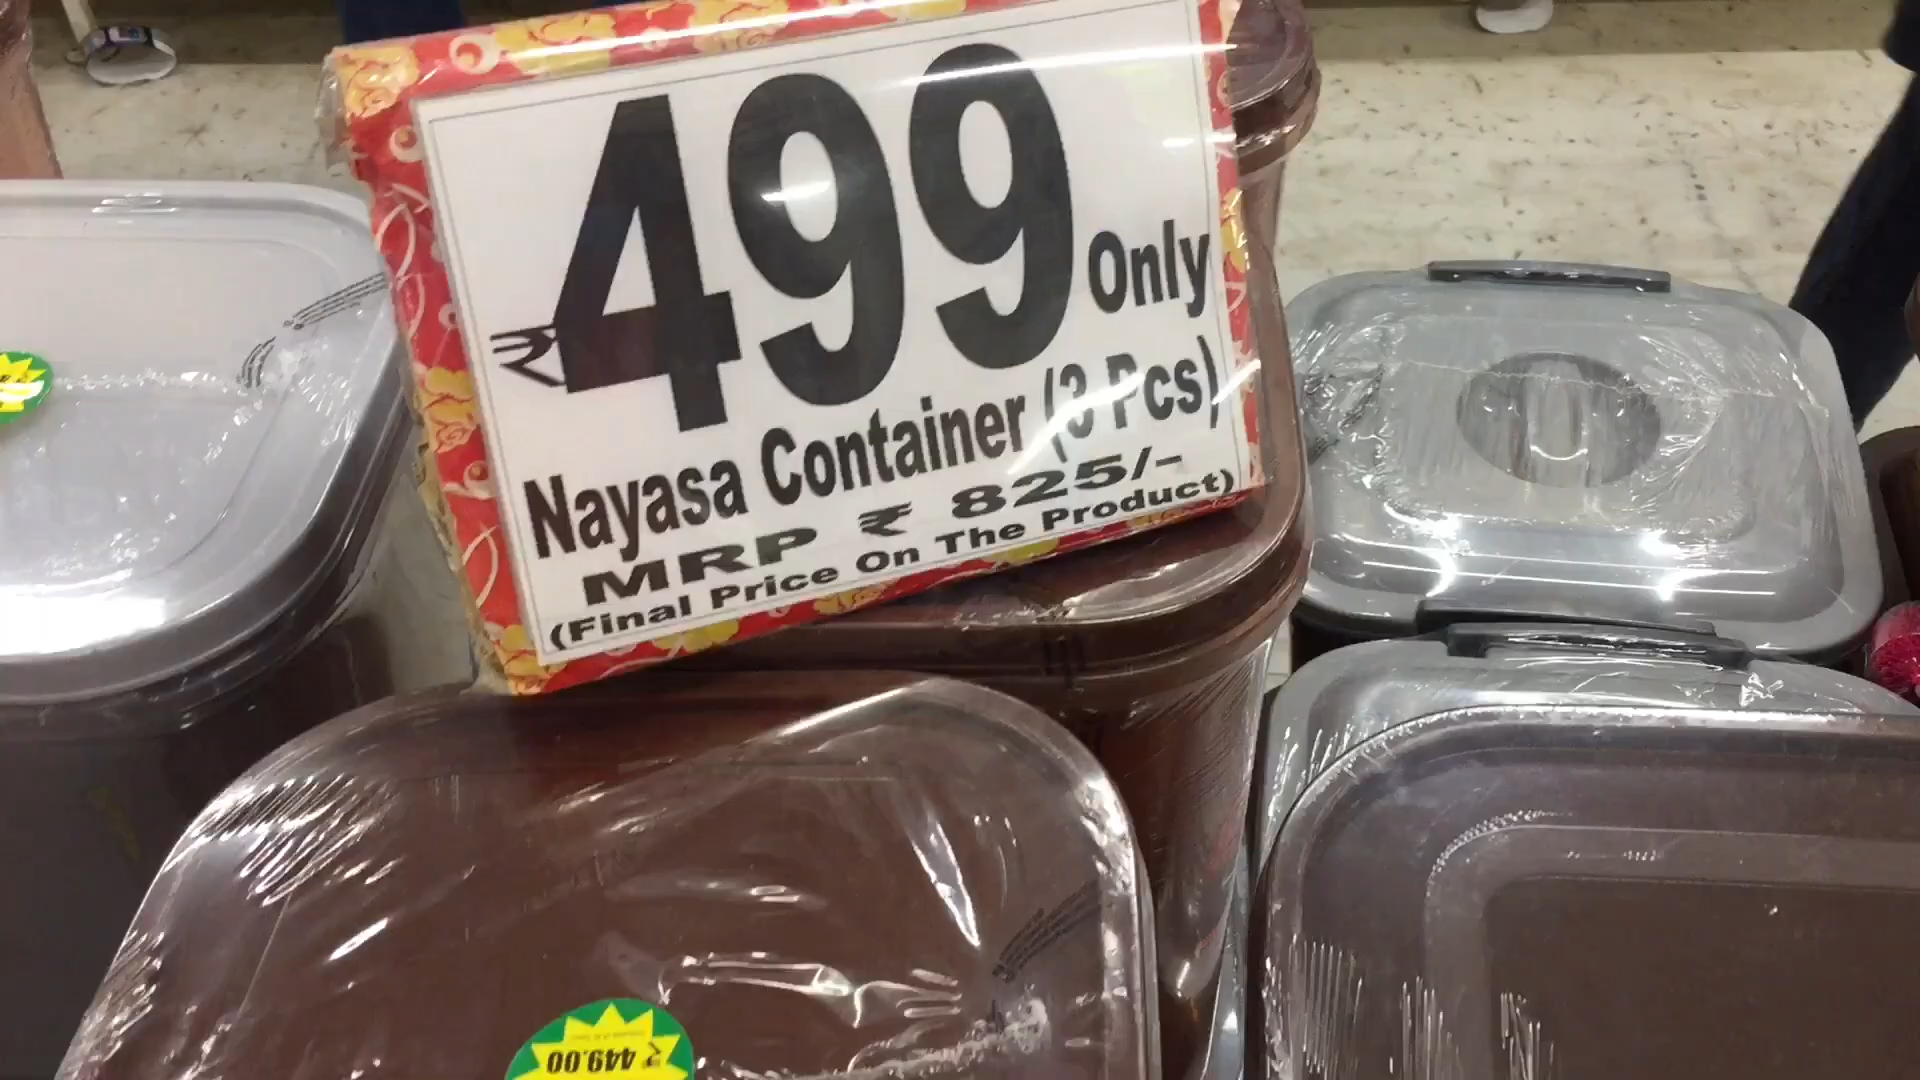 ₹ 499 Only
Nayasa Container (3 Pcs)
MRP ₹ 825/-
(Final Price On The Product)
₹ 449.00